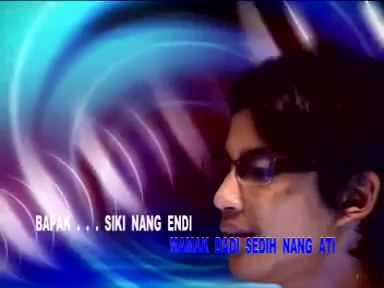 BAPAK . . . SIKI NANG ENDI
MAMAK DADI SEDIH NANG ATI